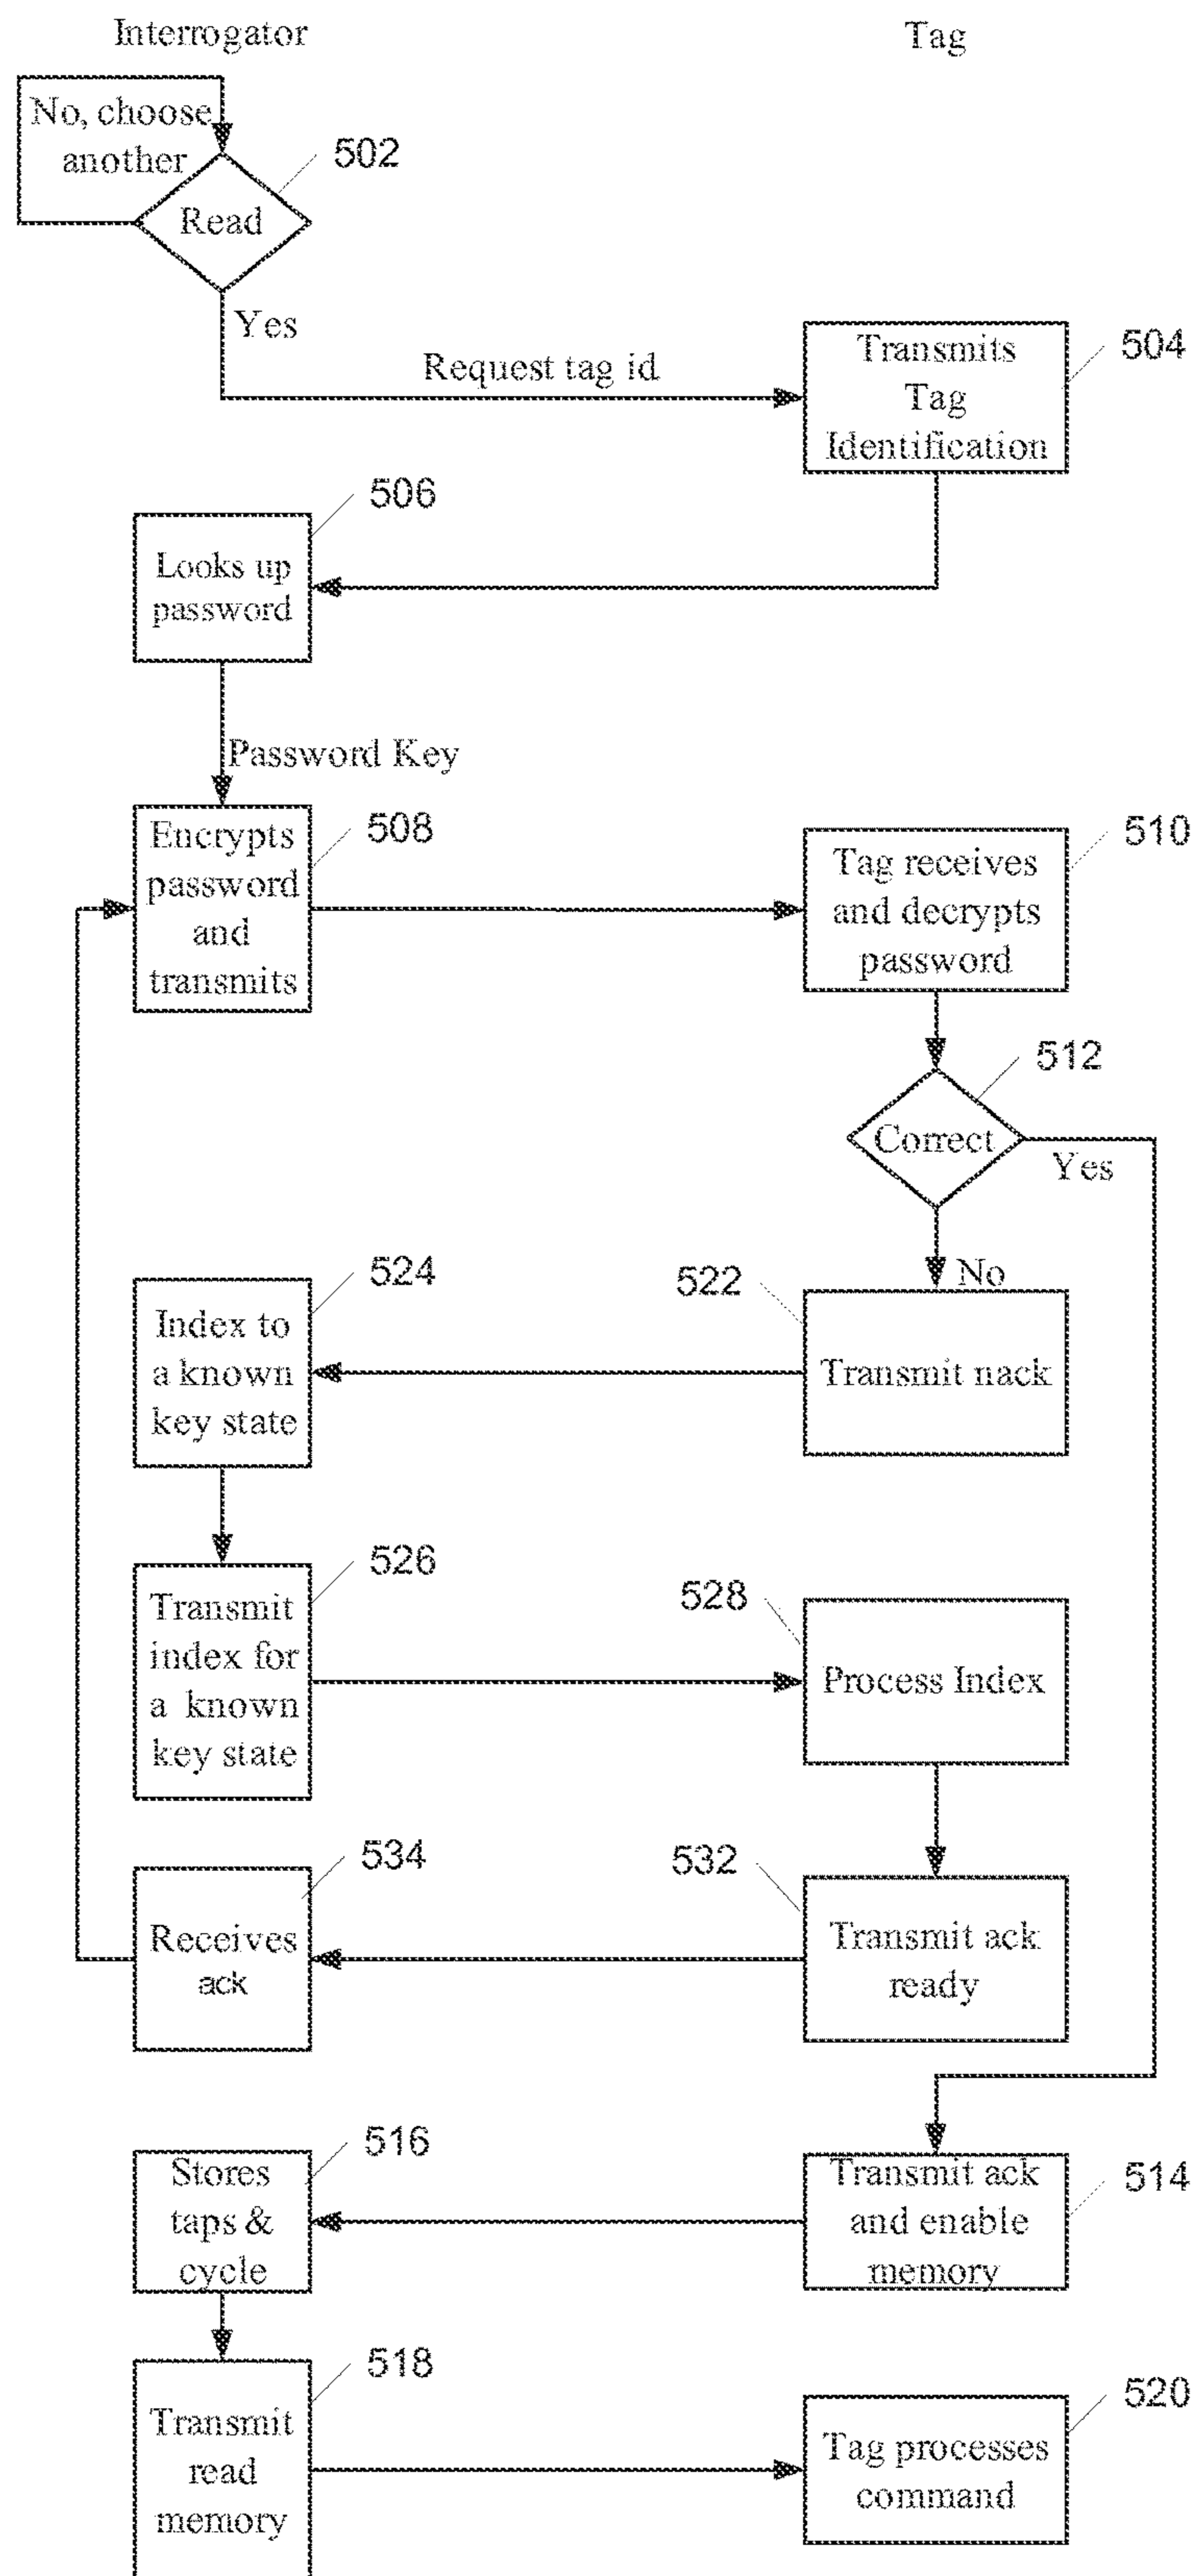 Interrogator
Tag
No, choose
another
502
Read
Yes
Request tag id
Transmits
Tag
Identification
504
506
Looks up
password
Password Key
Encrypts
password
and
transmits
508
Tag receives
and decrypts
password
510
512
Correct
Yes
No
524
Index to
a known
key state
522
Transmit nack
526
Transmit
index for
a known
key state
528
Process Index
534
Receives
ack
532
Transmit ack
ready
516
Stores
taps &
cycle
Transmit ack
and enable
memory
514
518
Transmit
read
memory
520
Tag processes
command